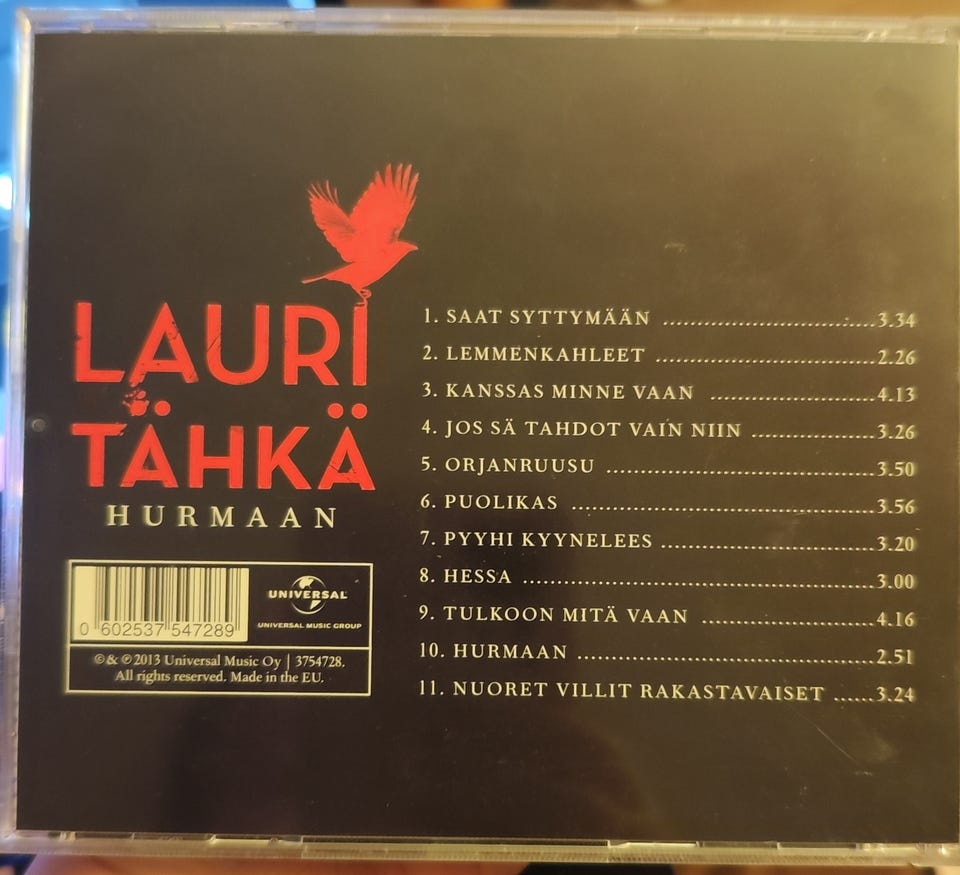 LAURI
TÄHKÄ
HURMAAN
1. SAAT SYTTYMÄÄN ........ 3.34
2. LEMMENKAHLEET ........ 2.26
3. KANSSAS MINNE VAAN ........ 4.13
4. JOS SÄ TAHDOT VAIN NIIN ........ 3.26
5. ORJANRUUSU ........ 3.50
6. PUOLIKAS ........ 3.56
7. PYYHI KYYNELEES ........ 3.20
8. HESSA ........ 3.00
9. TULKOON MITÄ VAAN ........ 4.16
10. HURMAAN ........ 2.51
11. NUORET VILLIT RAKASTAVAISET ...... 3.24
0 602537 547289
UNIVERSAL
UNIVERSAL MUSIC GROUP
© & ℗ 2013 Universal Music Oy | 3754728.
All rights reserved. Made in the EU.